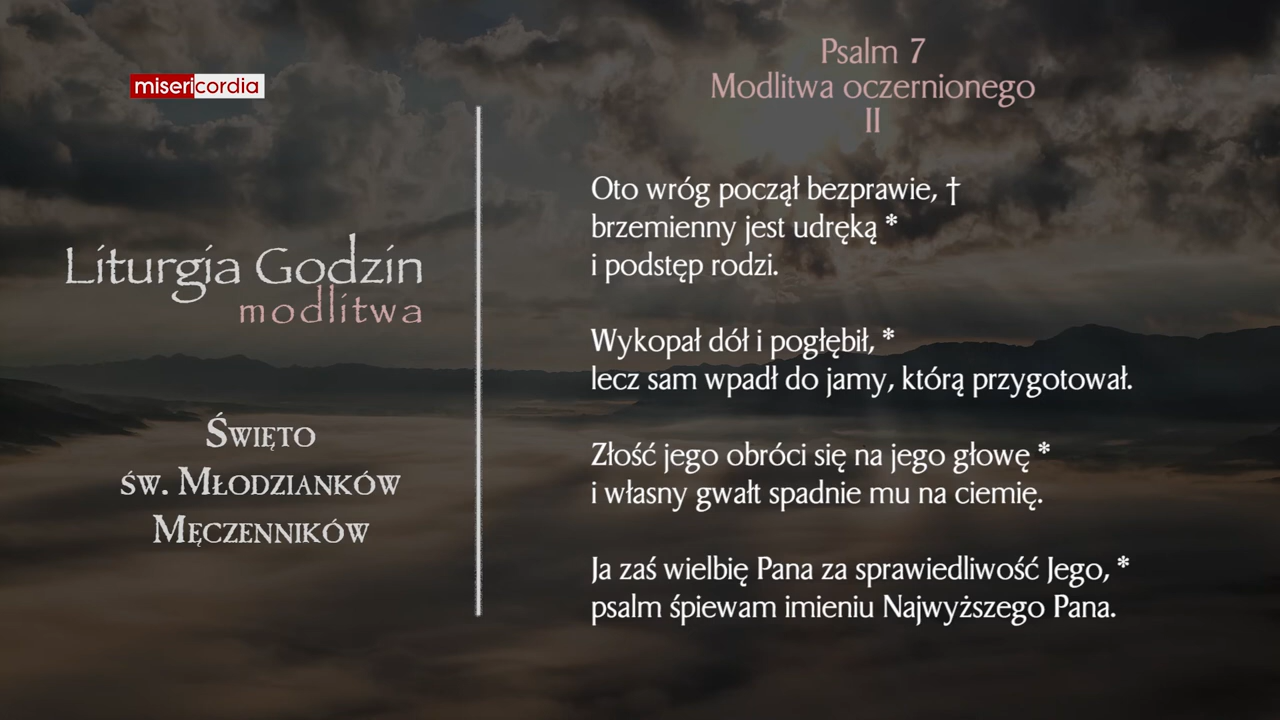 misericordia
Liturgia Godzin
modlitwa
Święto
św. Młodzianków
Męczenników
Psalm 7
Modlitwa oczernionego
II
Oto wróg począł bezprawie, †
brzemienny jest udręką *
i podstęp rodzi.
Wykopał dół i pogłębił, *
lecz sam wpadł do jamy, którą przygotował.
Złość jego obróci się na jego głowę *
i własny gwałt spadnie mu na ciemię.
Ja zaś wielbię Pana za sprawiedliwość Jego, *
psalm śpiewam imieniu Najwyższego Pana.